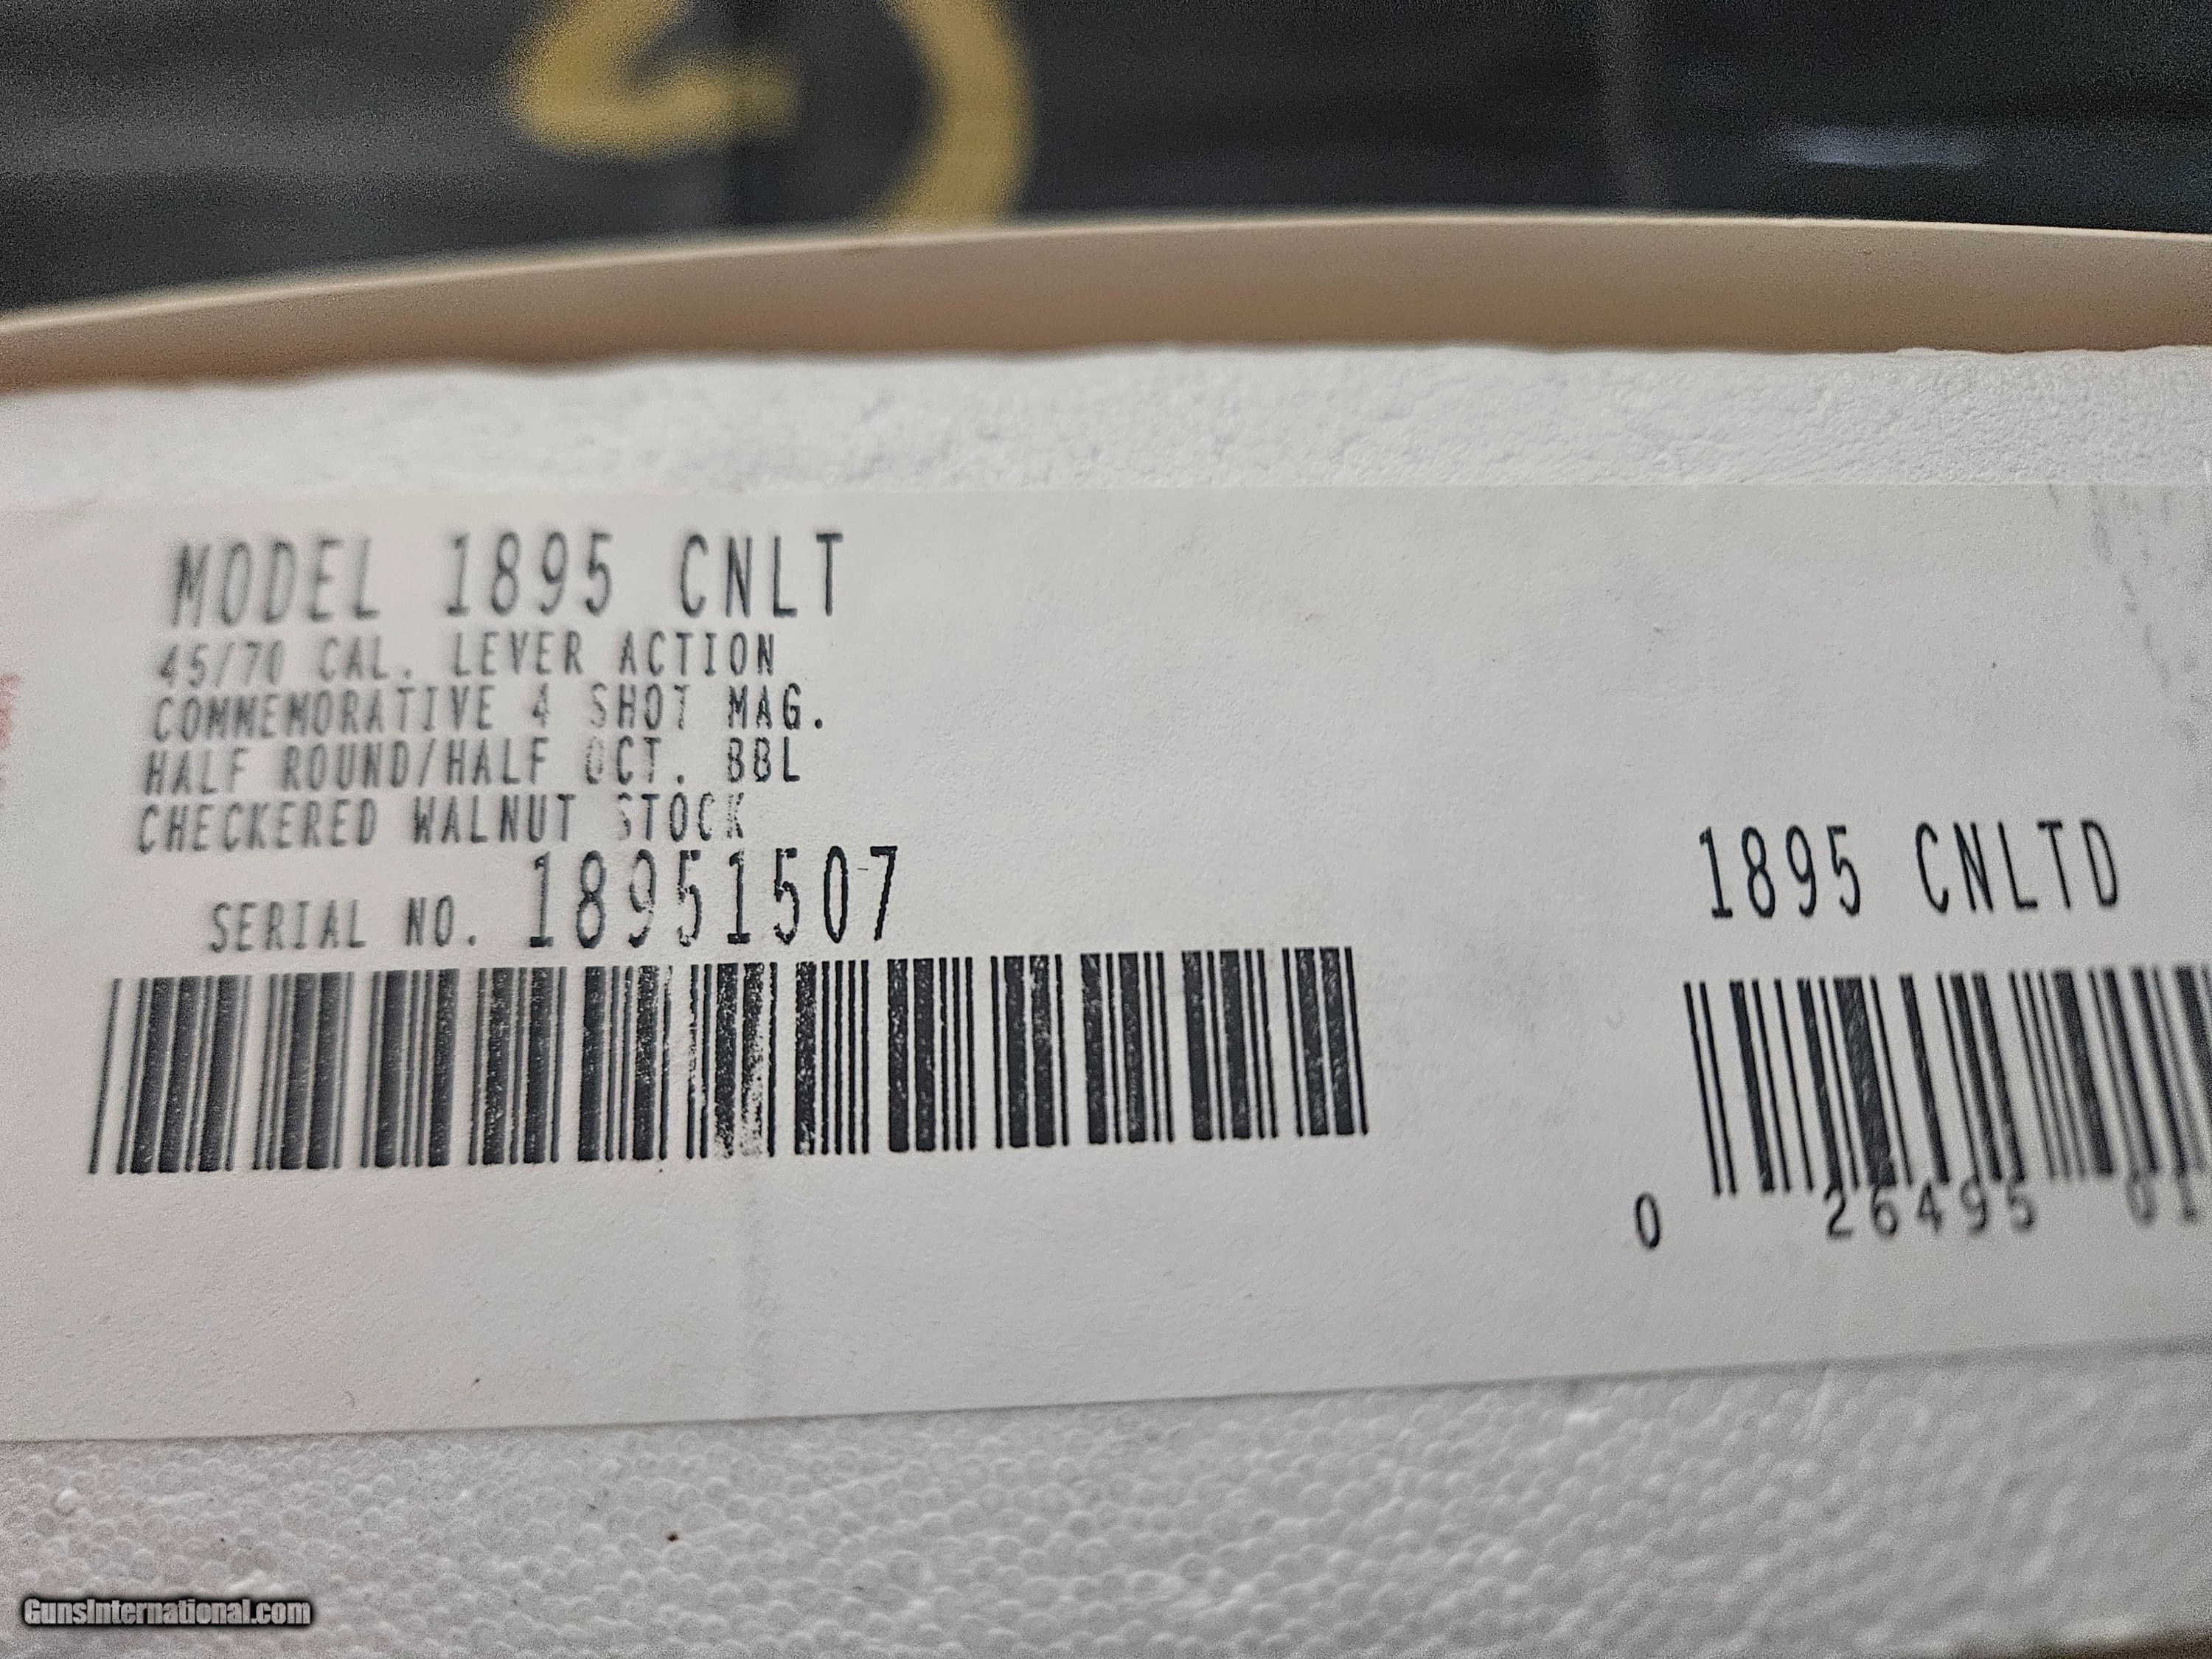 MODEL 1895 CNLT
45/70 CAL. LEVER ACTION
COMMEMORATIVE 4 SHOT MAG.
HALF ROUND/HALF OCT. BBL
CHECKERED WALNUT STOCK
SERIAL NO. 18951507
1895 CNLTD
0 26495 01
GunsInternational.com